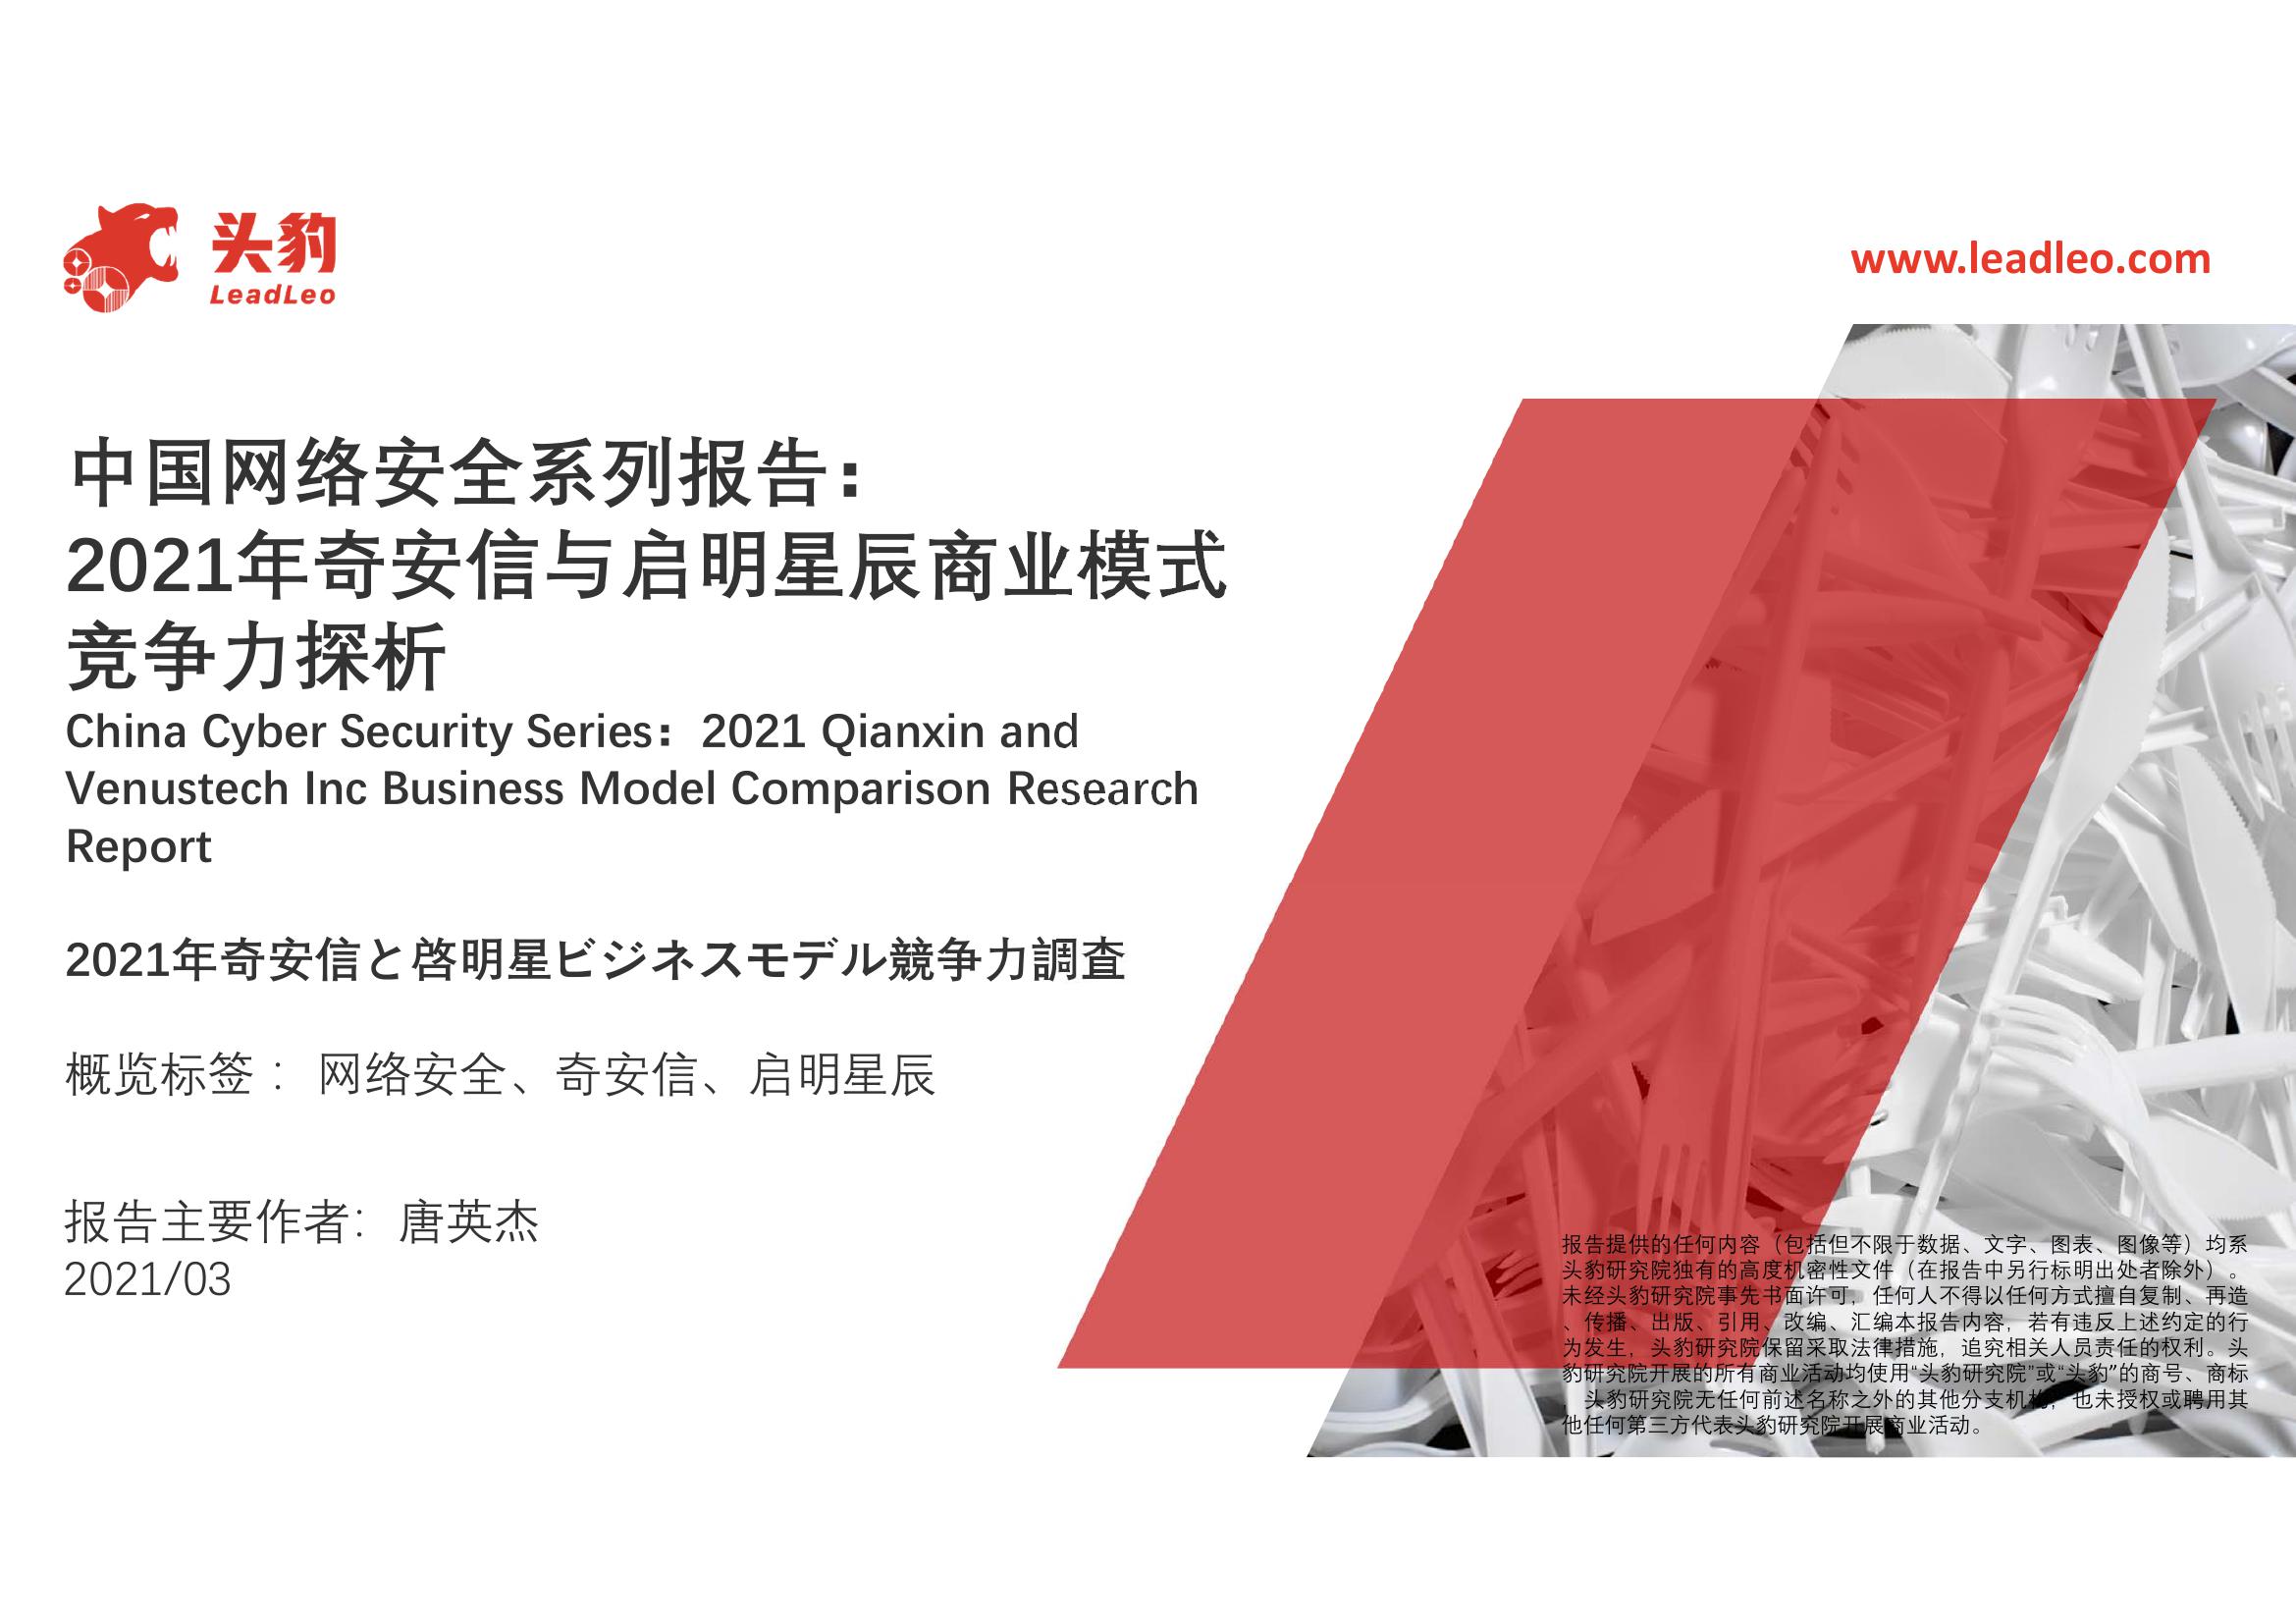 头豹
LeadLeo
www.leadleo.com
中国网络安全系列报告：
2021年奇安信与启明星辰商业模式
竞争力探析
China Cyber Security Series：2021 Qianxin and
Venustech Inc Business Model Comparison Research
Report
2021年奇安信と啓明星ビジネスモデル競争力調査
概览标签： 网络安全、奇安信、启明星辰
报告主要作者：唐英杰
2021/03
报告提供的任何内容（包括但不限于数据、文字、图表、图像等）均系
头豹研究院独有的高度机密性文件（在报告中另行标明出处者除外）。
未经头豹研究院事先书面许可，任何人不得以任何方式擅自复制、再造
、传播、出版、引用、改编、汇编本报告内容，若有违反上述约定的行
为发生，头豹研究院保留采取法律措施，追究相关人员责任的权利。头
豹研究院开展的所有商业活动均使用“头豹研究院”或“头豹”的商号、商标
，头豹研究院无任何前述名称之外的其他分支机构，也未授权或聘用其
他任何第三方代表头豹研究院开展商业活动。